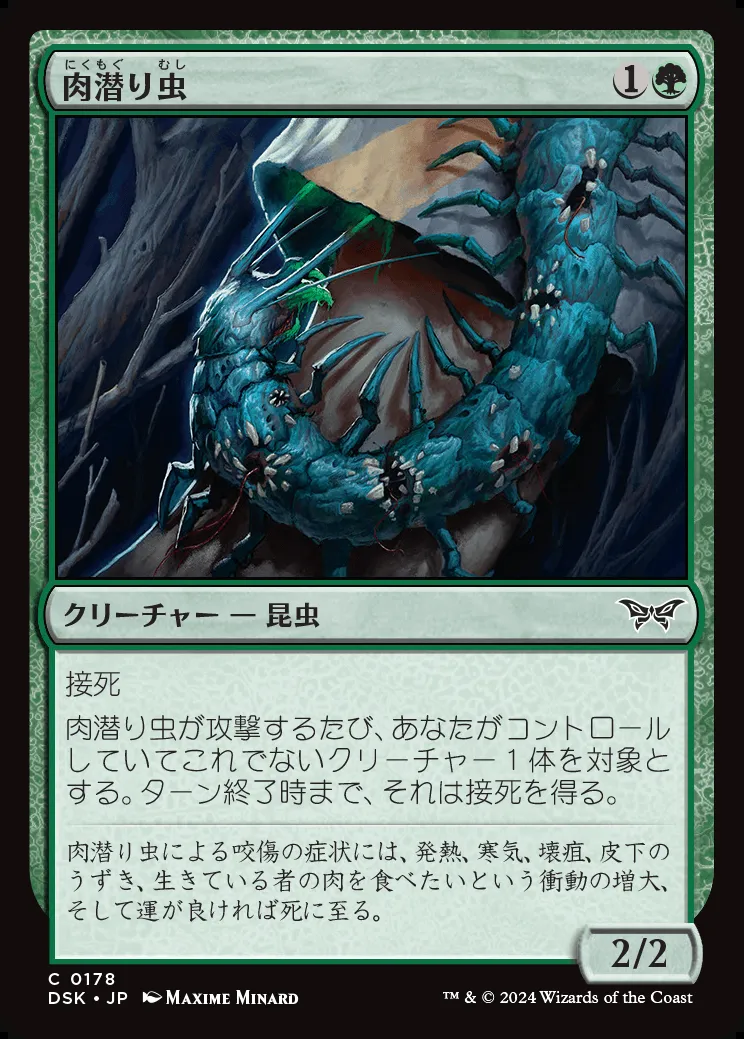 にくもぐ むし
肉潜り虫
1
クリーチャー — 昆虫
接死
肉潜り虫が攻撃するたび、あなたがコントロール
していてこれでないクリーチャー１体を対象と
する。ターン終了時まで、それは接死を得る。
肉潜り虫による咬傷の症状には、発熱、寒気、壊疽、皮下の
うずき、生きている者の肉を食べたいという衝動の増大、
そして運が良ければ死に至る。
2/2
C 0178
DSK • JP Maxime Minard
™ & © 2024 Wizards of the Coast